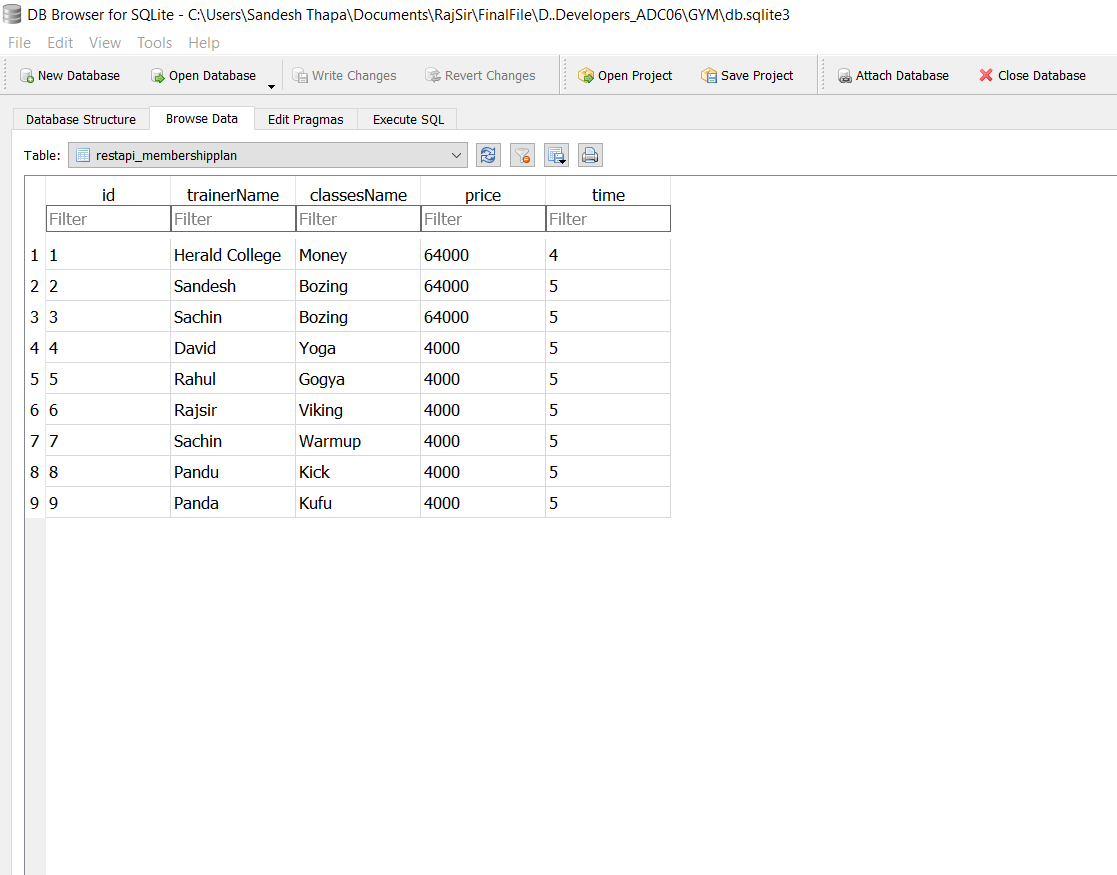 DB Browser for SQLite - C:\Users\Sandesh Thapa\Documents\RajSir\FinalFile\D..Developers_ADC06\GYM\db.sqlite3
File Edit View Tools Help
New Database Open Database Write Changes Revert Changes Open Project Save Project Attach Database Close Database
Database Structure Browse Data Edit Pragmas Execute SQL
Table: restapi_membershipplan
id trainerName classesName price time
Filter Filter Filter Filter Filter
1 1 Herald College Money 64000 4
2 2 Sandesh Bozing 64000 5
3 3 Sachin Bozing 64000 5
4 4 David Yoga 4000 5
5 5 Rahul Gogya 4000 5
6 6 Rajsir Viking 4000 5
7 7 Sachin Warmup 4000 5
8 8 Pandu Kick 4000 5
9 9 Panda Kufu 4000 5